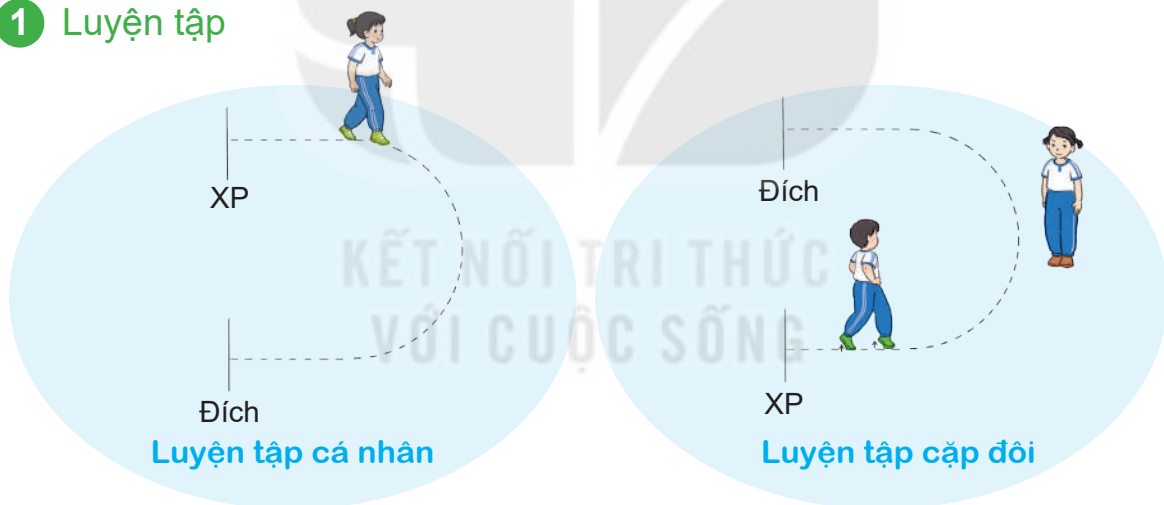 1 Luyện tập
XP
Đích
Luyện tập cá nhân
Đích
XP
Luyện tập cặp đôi
KẾT NỐI TRI THỨC
VỚI CUỘC SỐNG